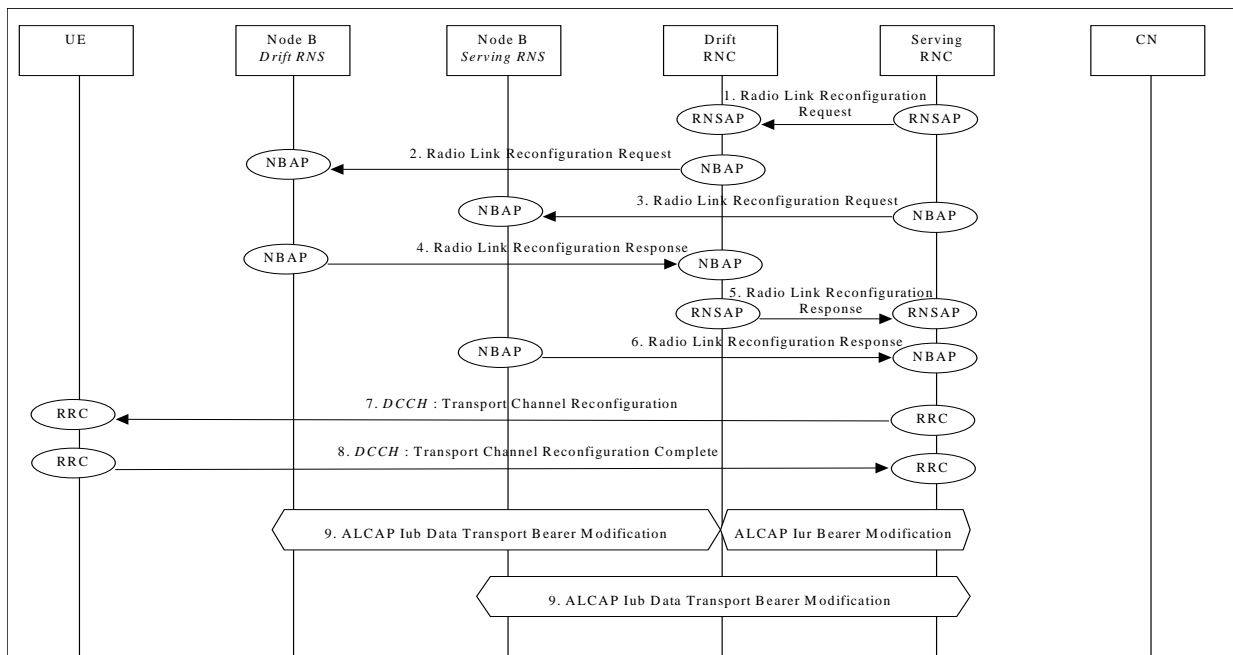 UE
Node B
Drift RNS
Node B
Serving RNS
Drift
RNC
Serving
RNC
CN
1. Radio Link Reconfiguration
Request
RNSAP
RNSAP
2. Radio Link Reconfiguration Request
NBAP
NBAP
3. Radio Link Reconfiguration Request
NBAP
NBAP
4. Radio Link Reconfiguration Response
NBAP
NBAP
5. Radio Link Reconfiguration
Response
RNSAP
RNSAP
6. Radio Link Reconfiguration Response
NBAP
NBAP
7. DCCH : Transport Channel Reconfiguration
RRC
RRC
8. DCCH : Transport Channel Reconfiguration Complete
RRC
RRC
9. ALCAP Iub Data Transport Bearer Modification
ALCAP Iur Bearer Modification
9. ALCAP Iub Data Transport Bearer Modification